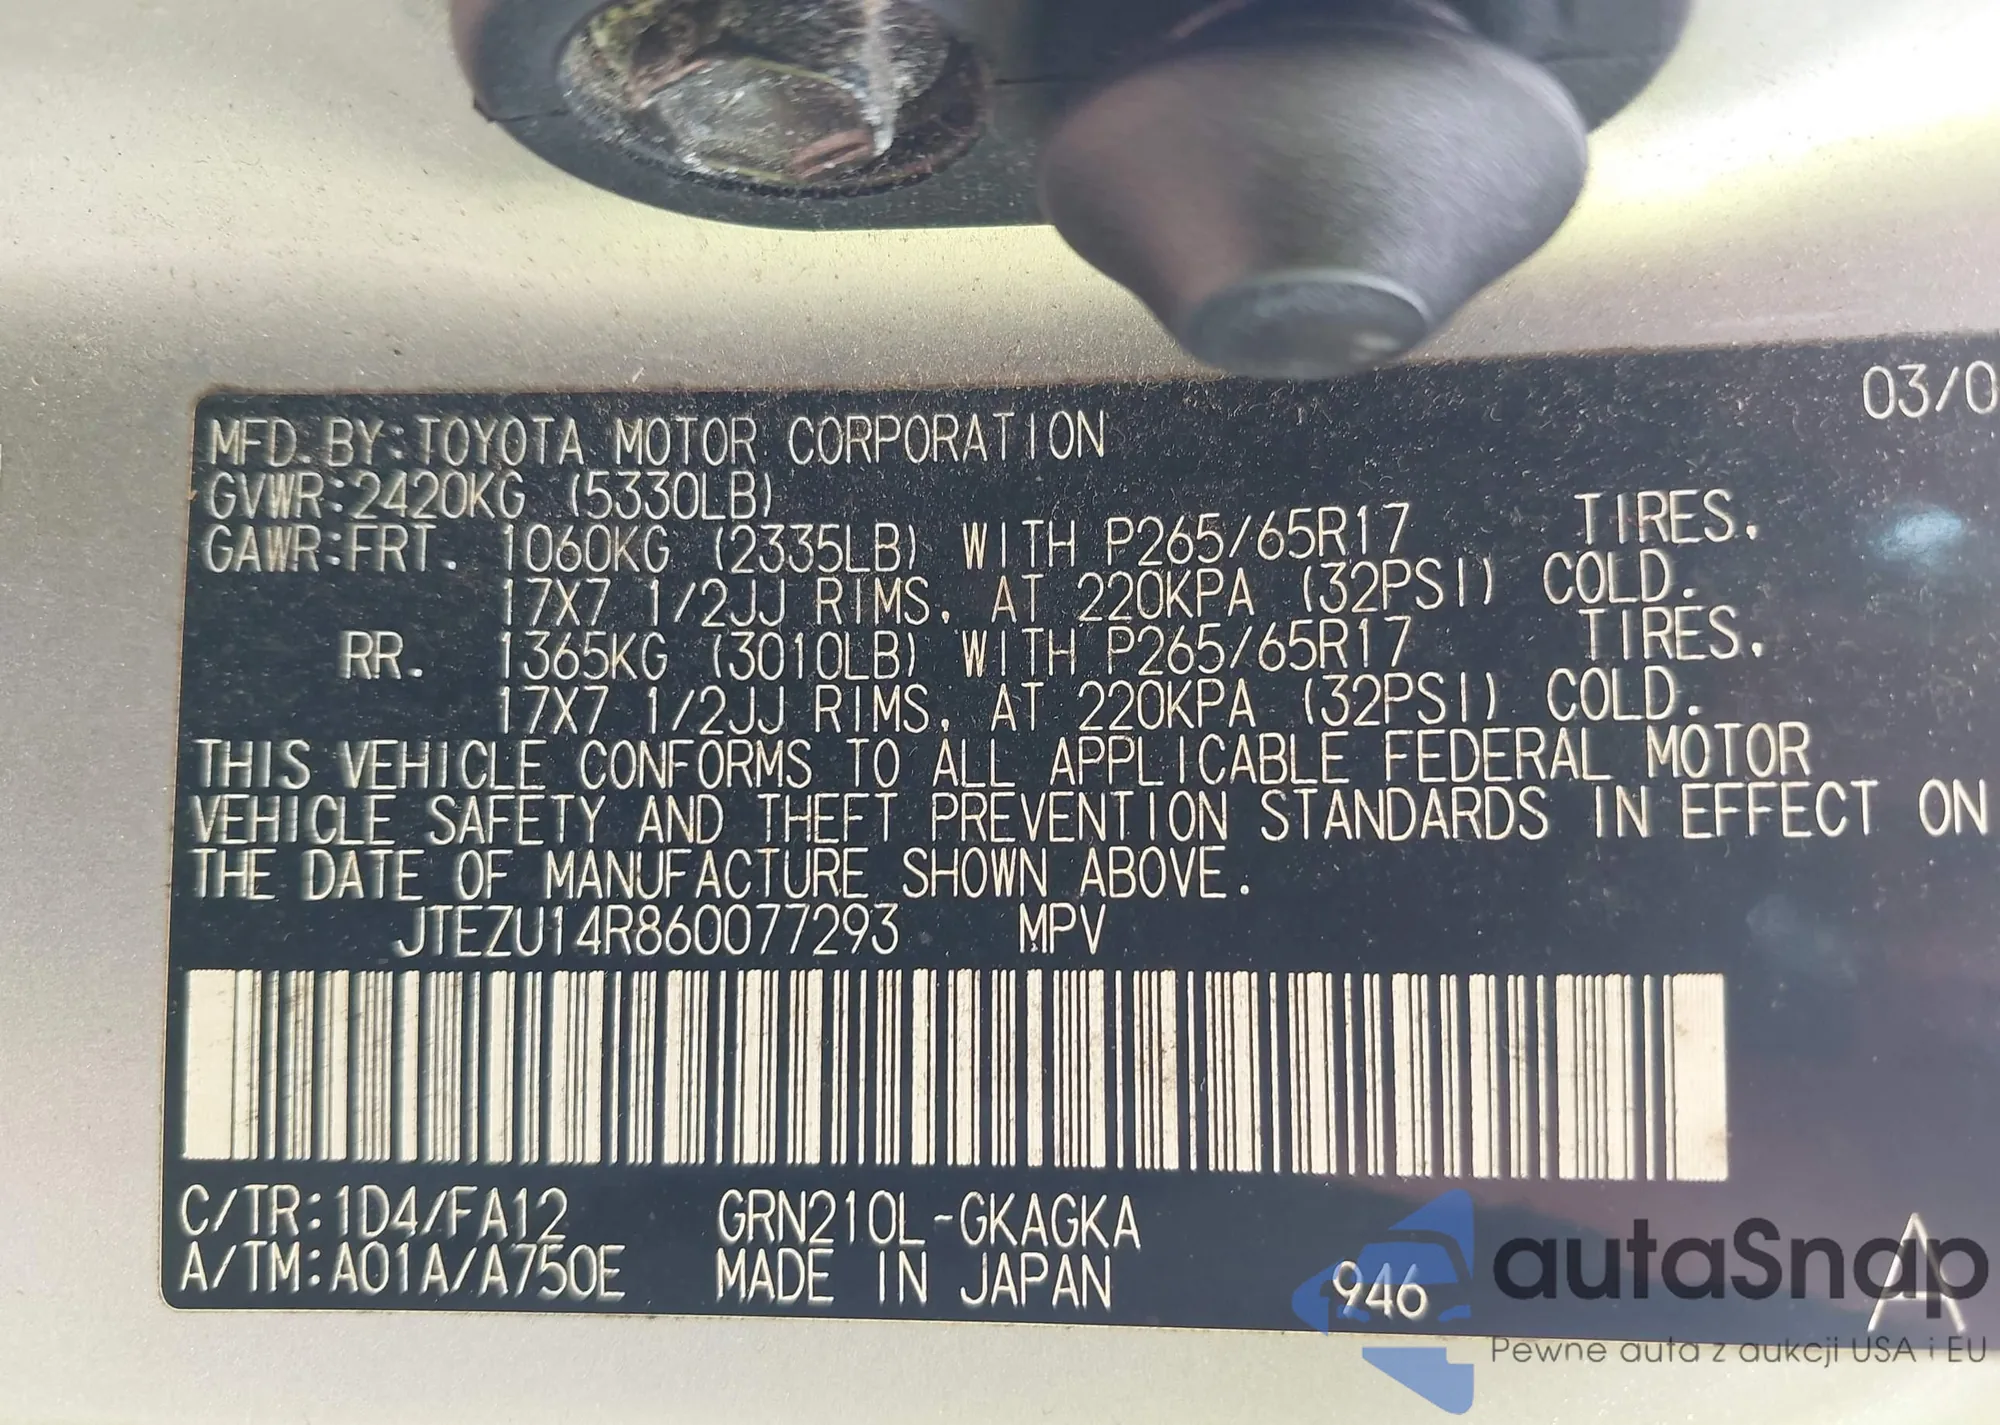 03/0
MFD.BY:TOYOTA MOTOR CORPORATION
GVWR:2420KG (5330LB)
GAWR:FRT. 1060KG (2335LB) WITH P265/65R17 TIRES.
17X7 1/2JJ RIMS, AT 220KPA (32PSI) COLD.
RR. 1365KG (3010LB) WITH P265/65R17 TIRES.
17X7 1/2JJ RIMS, AT 220KPA (32PSI) COLD.
THIS VEHICLE CONFORMS TO ALL APPLICABLE FEDERAL MOTOR
VEHICLE SAFETY AND THEFT PREVENTION STANDARDS IN EFFECT ON
THE DATE OF MANUFACTURE SHOWN ABOVE.
JTEZU14R860077293 MPV
C/TR:1D4/FA12 GRN210L-GKAGKA
A/TM:A01A/A750E MADE IN JAPAN 946 A
autaSnap
Pewne auta z aukcji USA i EU